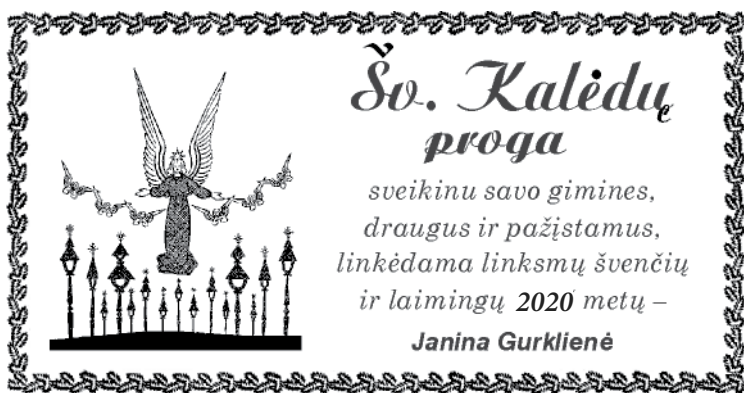 Šv. Kalėdų
proga
sveikinu savo gimines,
draugus ir pažįstamus,
linkėdama linksmų švenčių
ir laimingų 2020 metų –
Janina Gurklienė